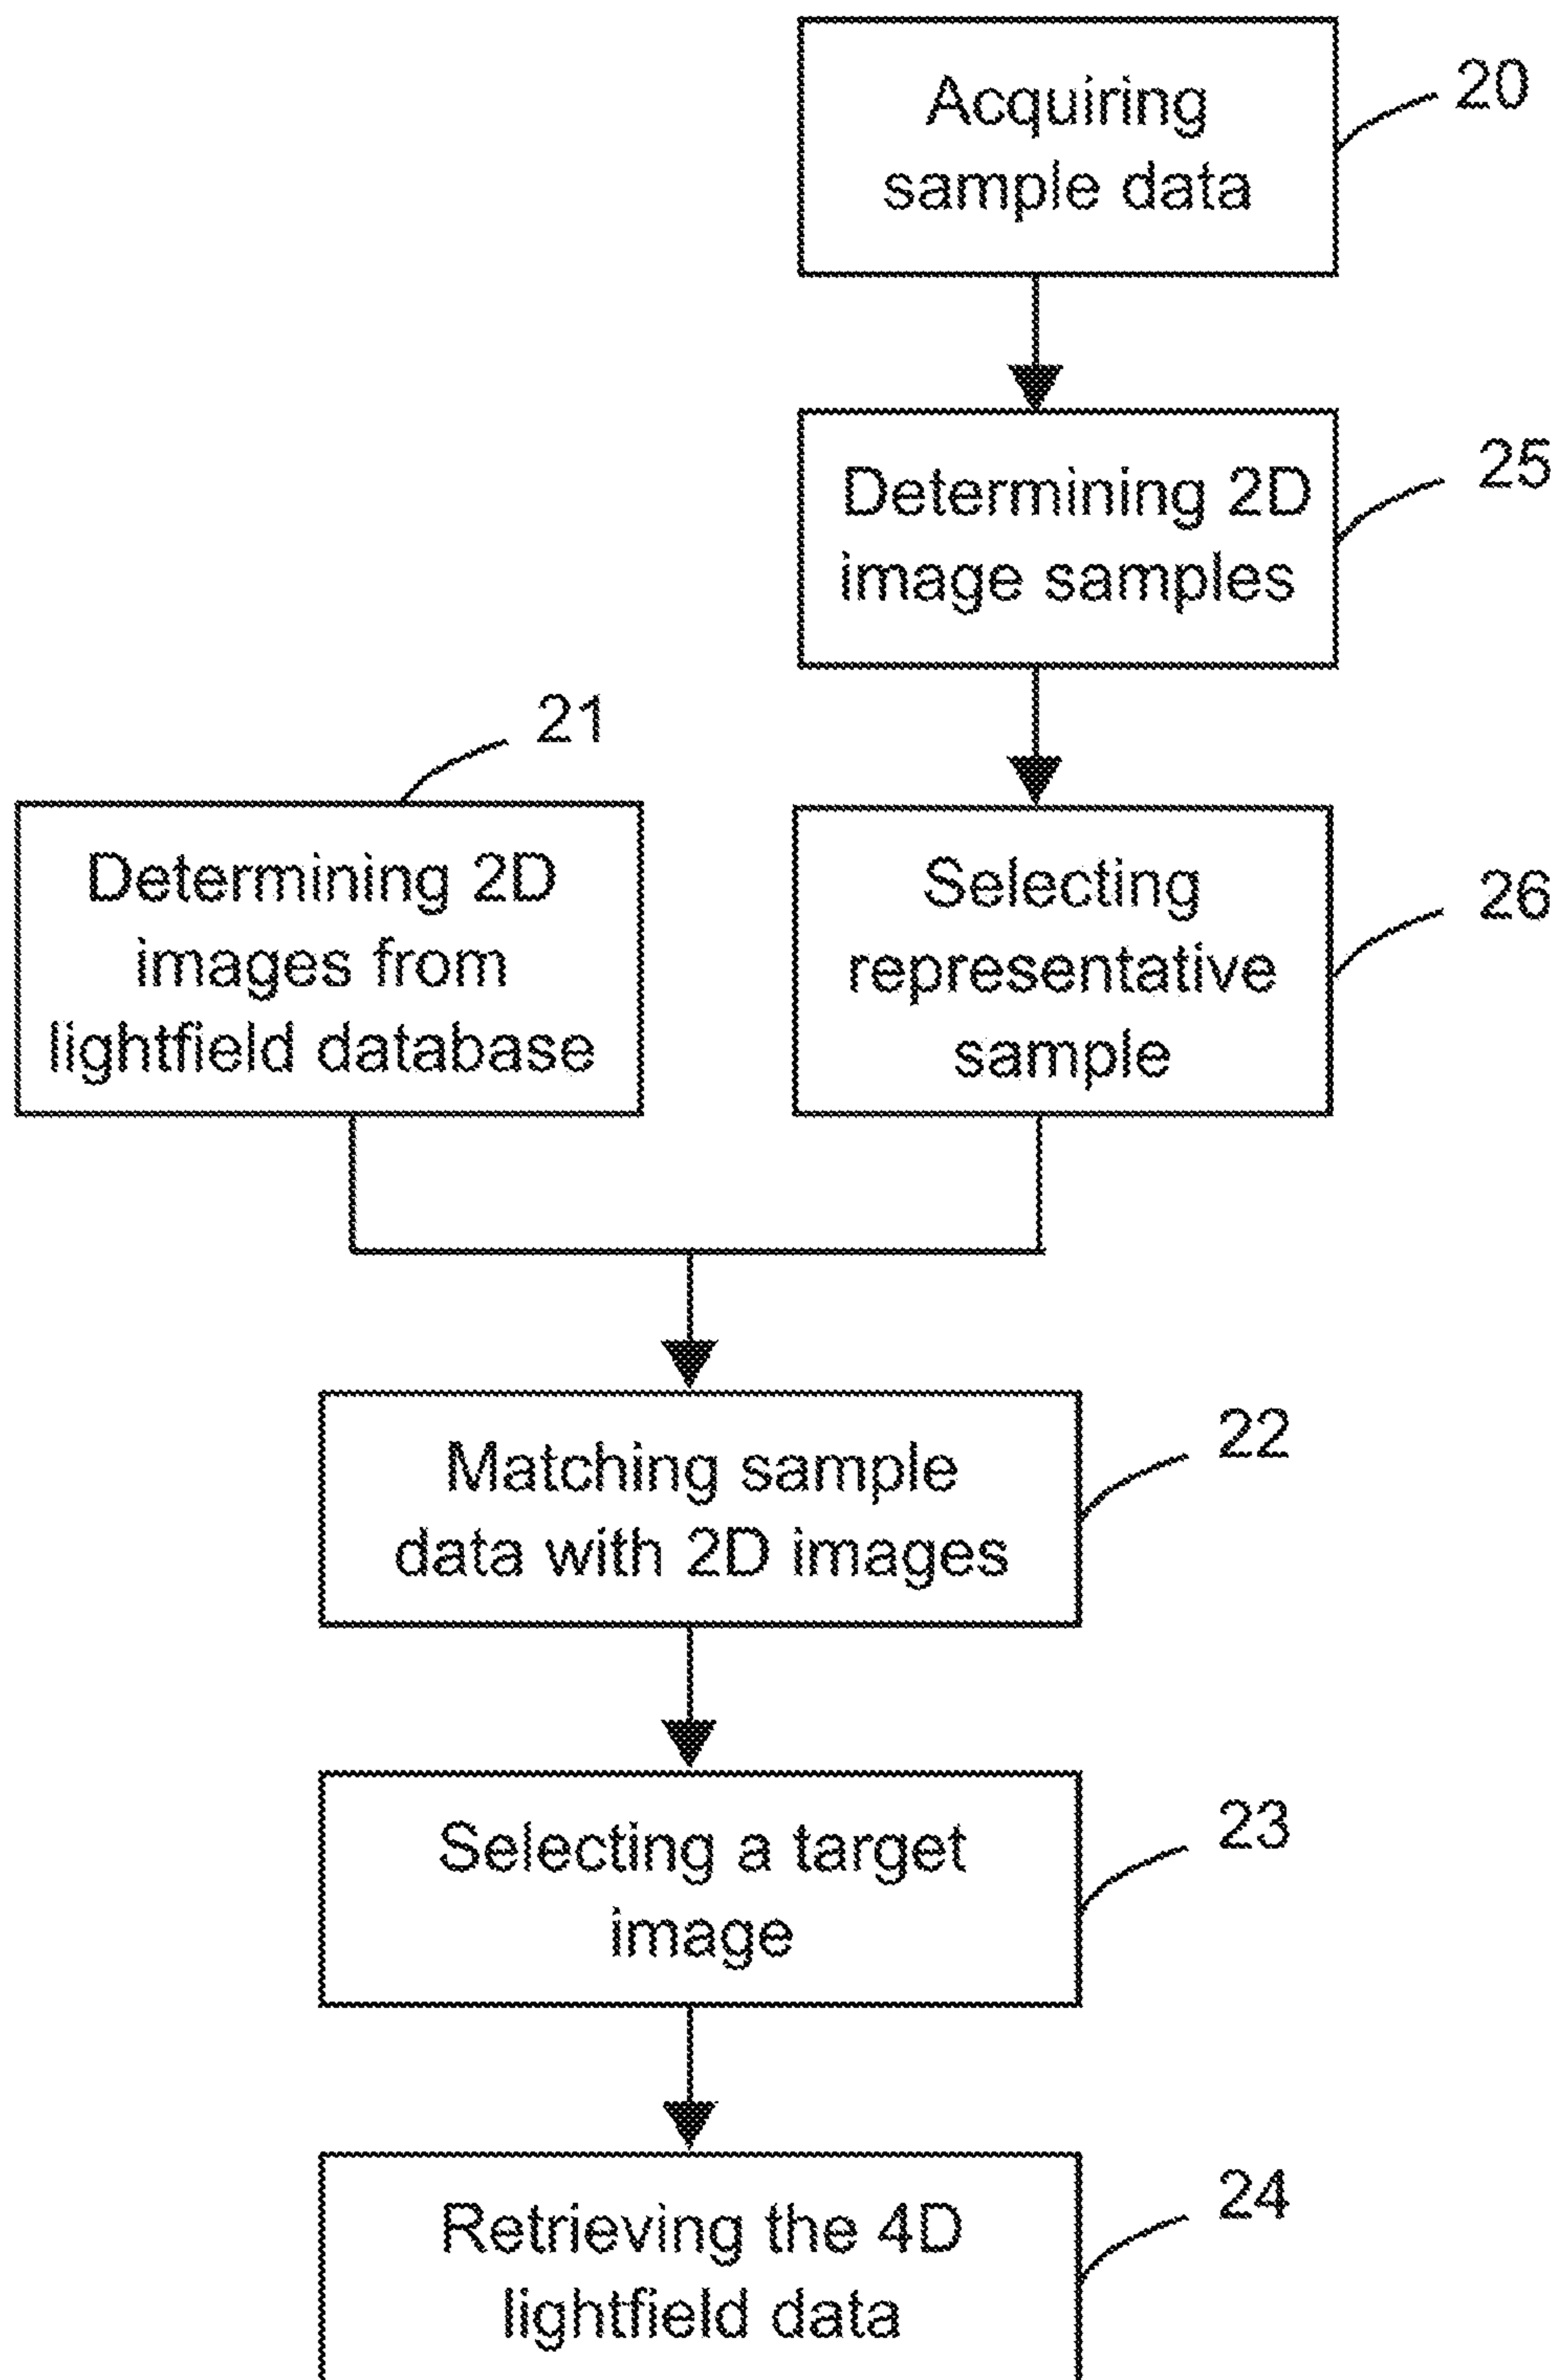 Acquiring
sample data
20
Determining 2D
image samples
25
21
Determining 2D
images from
lightfield database
Selecting
representative
sample
26
Matching sample
data with 2D images
22
Selecting a target
image
23
Retrieving the 4D
lightfield data
24